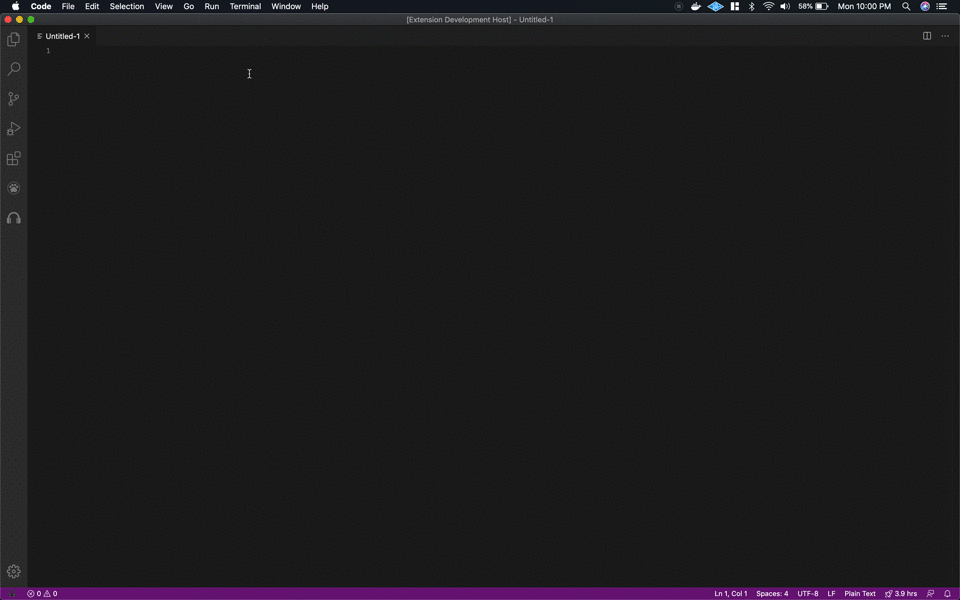 Code File Edit Selection View Go Run Terminal Window Help 58% Mon 10:00 PM
[Extension Development Host] - Untitled-1
Untitled-1
1
0 0 Ln 1, Col 1 Spaces: 4 UTF-8 LF Plain Text 3.9 hrs